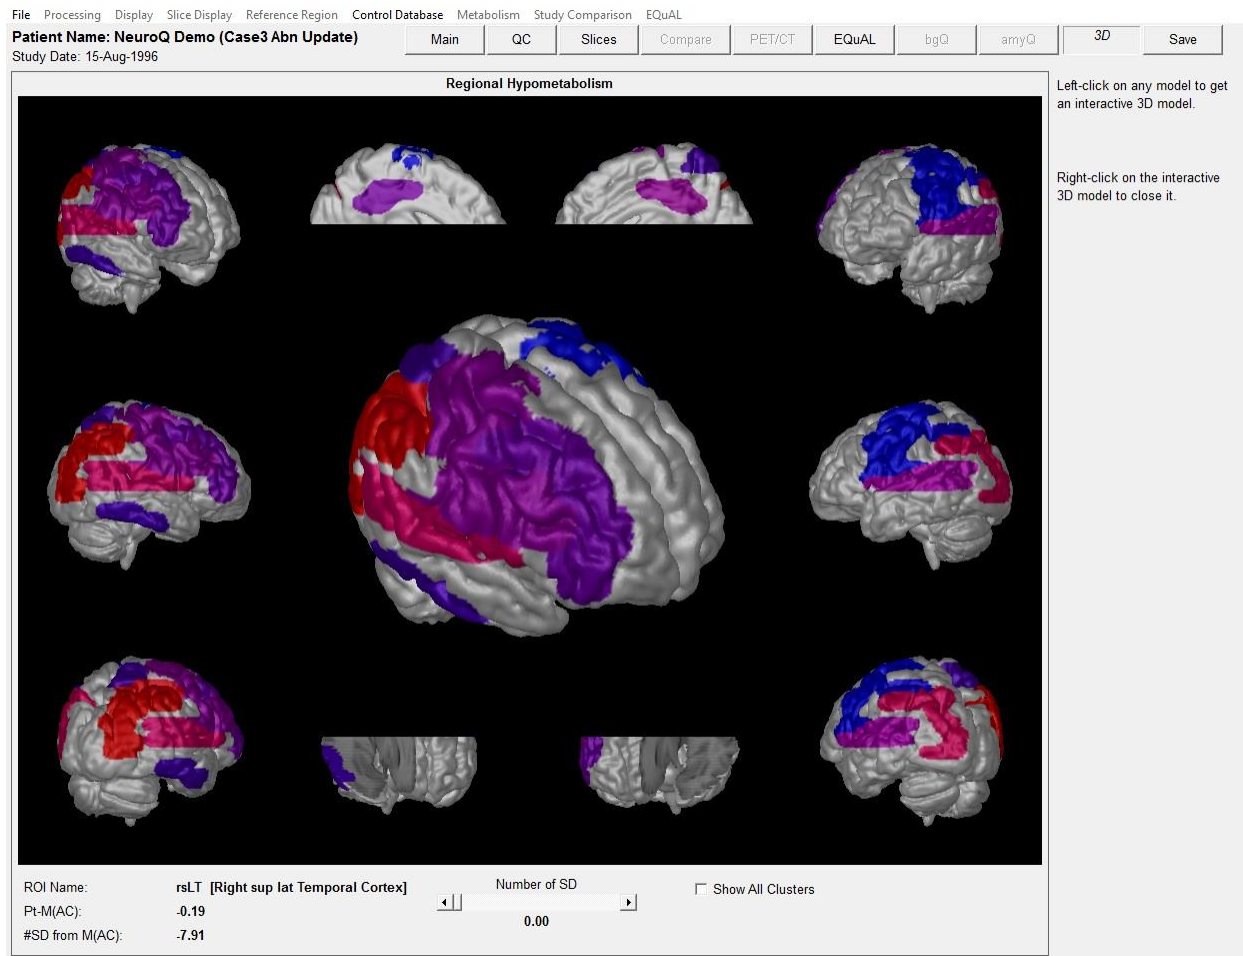 File Processing Display Slice Display Reference Region Control Database Metabolism Study Comparison EQuAL
Patient Name: NeuroQ Demo (Case3 Abn Update)
Study Date: 15-Aug-1996
Main QC Slices Compare PET/CT EQuAL bgQ amyQ 3D Save
Regional Hypometabolism
Left-click on any model to get
an interactive 3D model.
Right-click on the interactive
3D model to close it.
ROI Name: rsLT [Right sup lat Temporal Cortex]
Pt-M(AC): -0.19
#SD from M(AC): -7.91
Number of SD
0.00
Show All Clusters